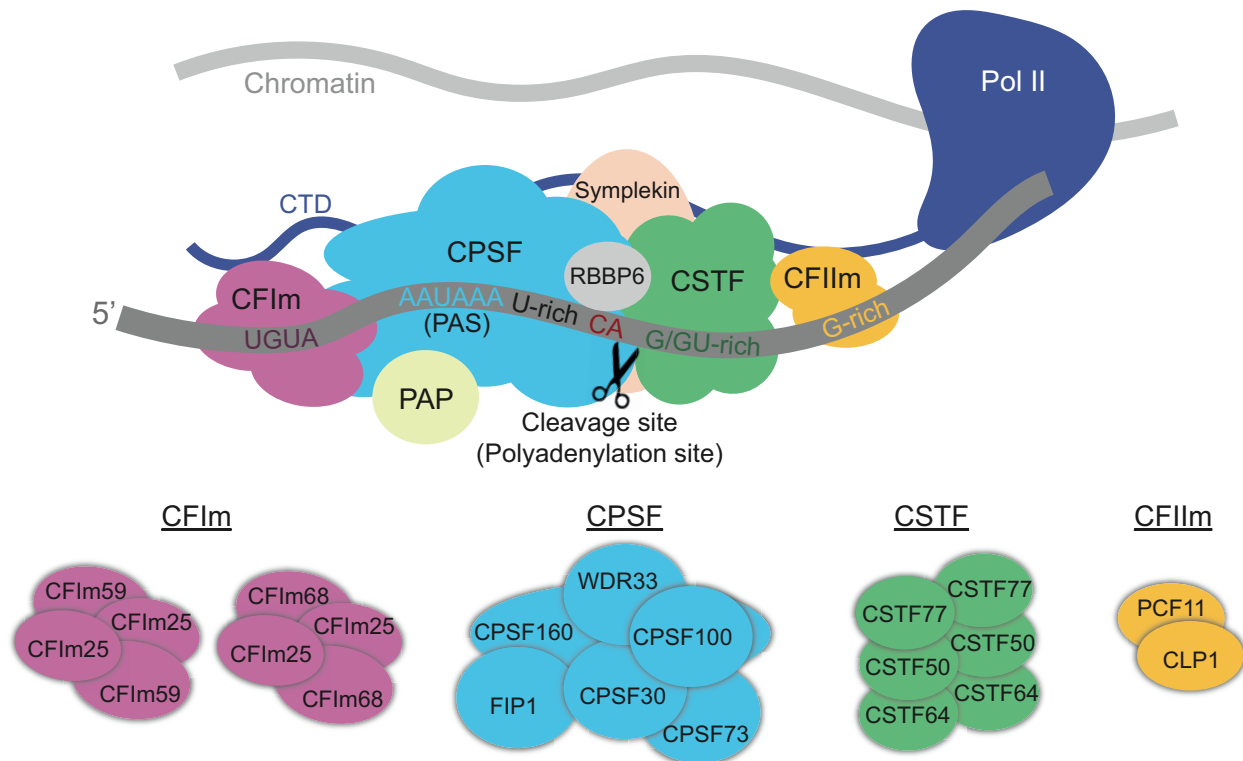 Chromatin
Pol II
CTD
Symplekin
CPSF
RBBP6
CSTF
CFIm
CFIIm
5’
AAUAAA
U-rich
CA
G-rich
(PAS)
UGUA
G/GU-rich
PAP
Cleavage site
(Polyadenylation site)
CFIm
CFIm59
CFIm25
CFIm25
CFIm59
CFIm68
CFIm25
CFIm25
CFIm68
CPSF
WDR33
CPSF160
CPSF100
FIP1
CPSF30
CPSF73
CSTF
CSTF77
CSTF77
CSTF50
CSTF50
CSTF64
CSTF64
CFIIm
PCF11
CLP1